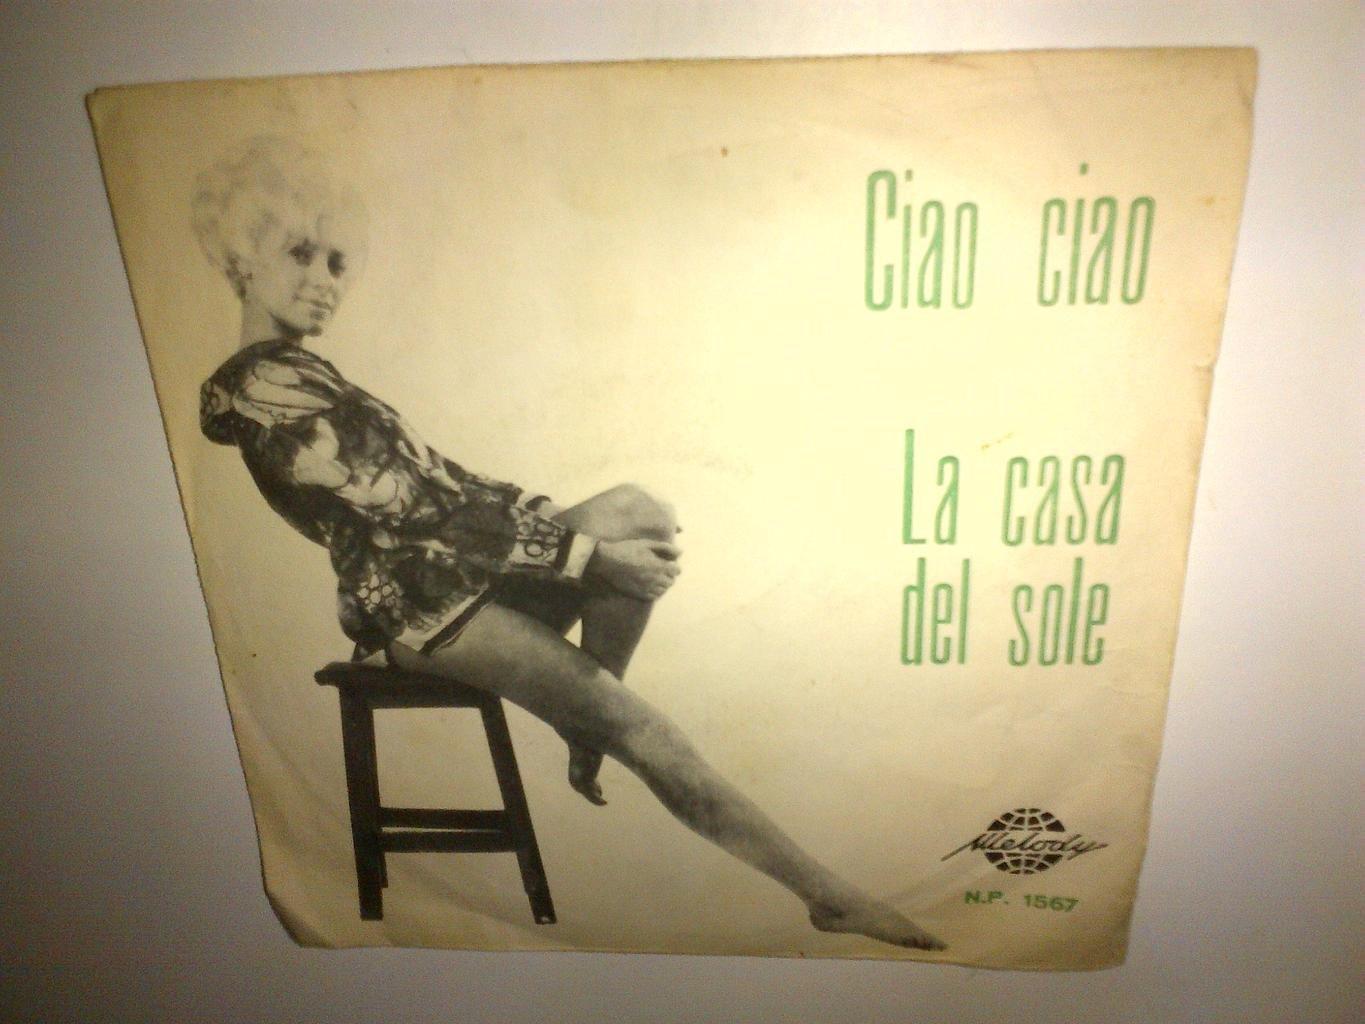 Ciao ciao
La casa
del sole
Melody
N.P. 1567